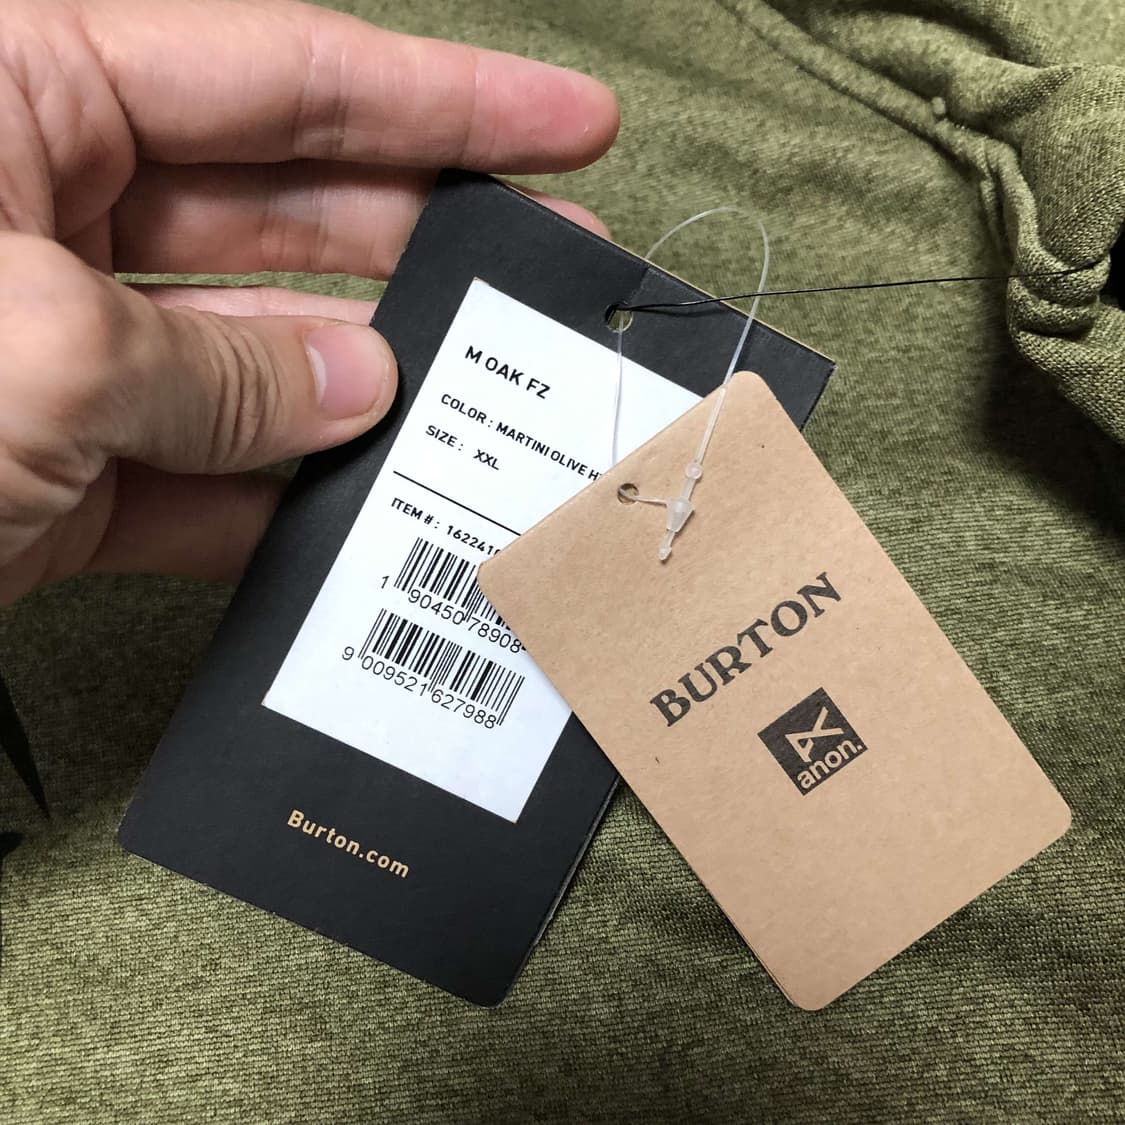 M OAK FZ
COLOR : MARTINI OLIVE
SIZE : XXL
ITEM # : 162241
1 90450 78908
9 009521 627988
Burton.com
BURTON
anon.